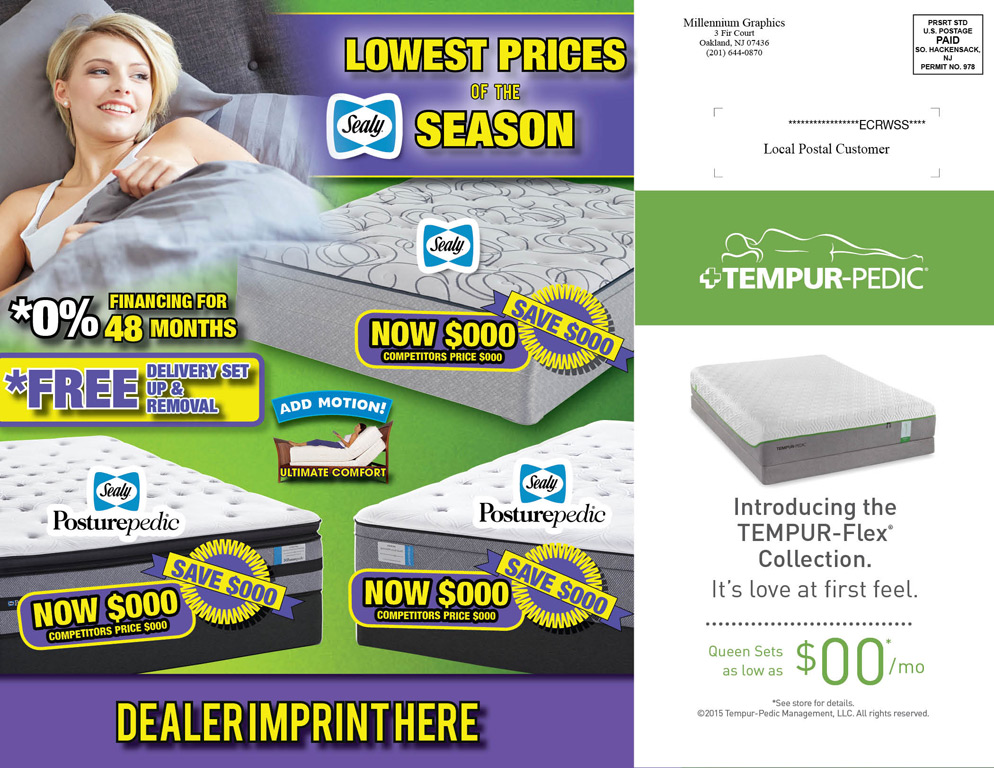 LOWEST PRICES
OF THE
Sealy
SEASON
Sealy
*0% FINANCING FOR
48 MONTHS
NOW $000
COMPETITORS PRICE $000
SAVE $000
*FREE DELIVERY SET
UP &
REMOVAL
ADD MOTION!
ULTIMATE COMFORT
Sealy
Posturepedic
SAVE $000
NOW $000
COMPETITORS PRICE $000
Sealy
Posturepedic
SAVE $000
NOW $000
COMPETITORS PRICE $000
DEALER IMPRINT HERE
Millennium Graphics
3 Fir Court
Oakland, NJ 07436
(201) 644-0870
PRSRT STD
U.S. POSTAGE
PAID
SO. HACKENSACK,
NJ
PERMIT NO. 978
*****************ECRWSS****
Local Postal Customer
TEMPUR-PEDIC®
TEMPUR-PEDIC
Introducing the
TEMPUR-Flex®
Collection.
It's love at first feel.
Queen Sets
as low as
$00*/mo
*See store for details.
©2015 Tempur-Pedic Management, LLC. All rights reserved.